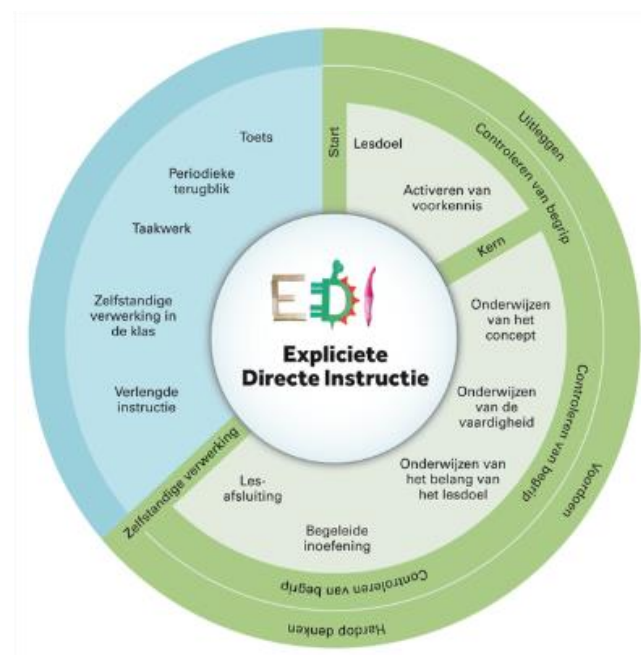 Uitleggen
Controleren van begrip
Start
Lesdoel
Activeren van
voorkennis
Kern
Onderwijzen
van het
concept
Onderwijzen
van de
vaardigheid
Onderwijzen van
het belang van
het lesdoel
Controleren van begrip
Voordoen
Begeleide
inoefening
Les-
afsluiting
Controleren van begrip
Hardop denken
Zelfstandige verwerking
Verlengde
instructie
Zelfstandige
verwerking in
de klas
Taakwerk
Periodieke
terugblik
Toets
EDI
Expliciete
Directe Instructie